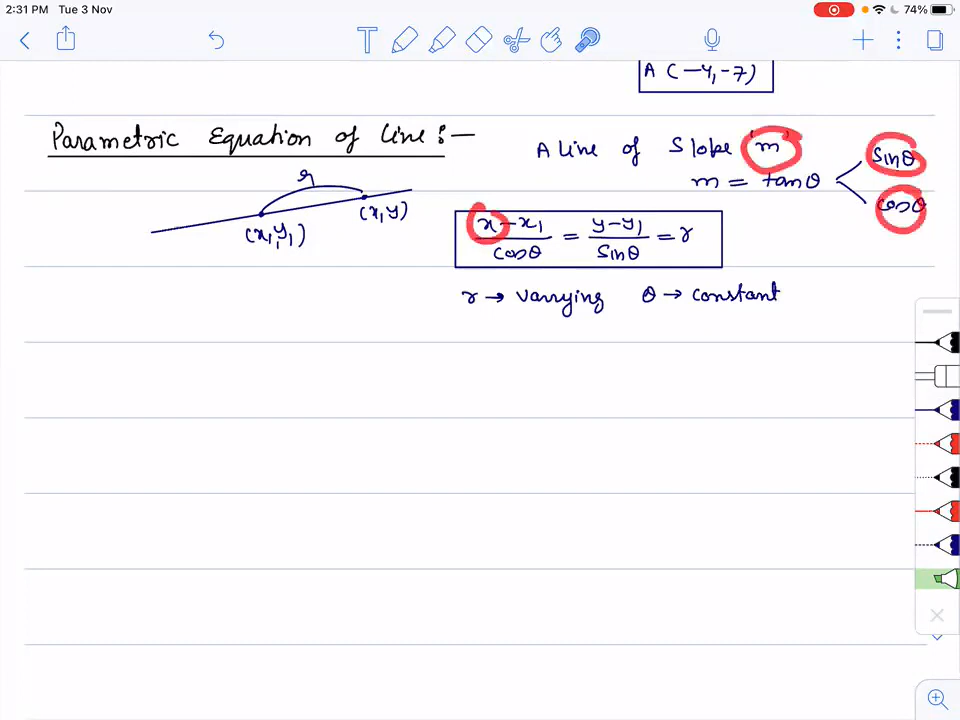 2:31 PM Tue 3 Nov
74%
A (-4, -7)
Parametric Equation of Line :-
A Line of Slope 'm'
m = tanθ
sinθ
cosθ
r
(x1, y1)
(x, y)
x-x1/cosθ = y-y1/sinθ = r
r → varrying θ → constant